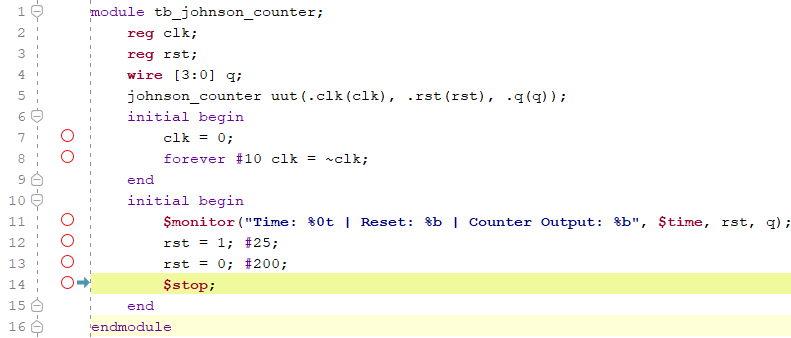 1 module tb_johnson_counter;
2 reg clk;
3 reg rst;
4 wire [3:0] q;
5 johnson_counter uut(.clk(clk), .rst(rst), .q(q));
6 initial begin
7 clk = 0;
8 forever #10 clk = ~clk;
9 end
10 initial begin
11 $monitor("Time: %0t | Reset: %b | Counter Output: %b", $time, rst, q);
12 rst = 1; #25;
13 rst = 0; #200;
14 $stop;
15 end
16 endmodule